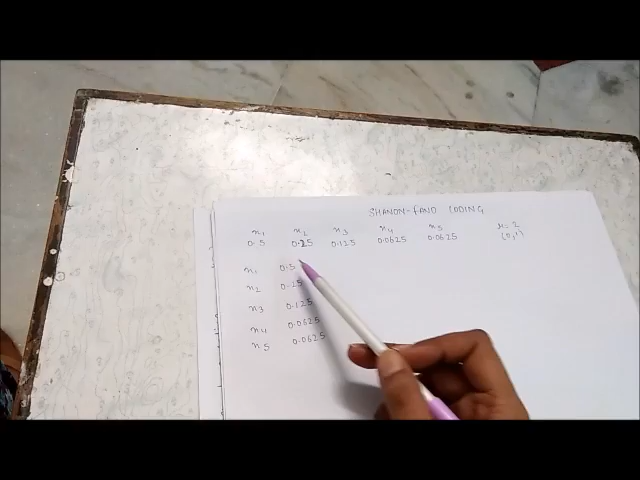 SHANON-FANO CODING
x1 x2 x3 x4 x5 r=2
0.5 0.25 0.125 0.0625 0.0625 (0,1)
x1 0.5
x2 0.25
x3 0.125
x4 0.0625
x5 0.0625